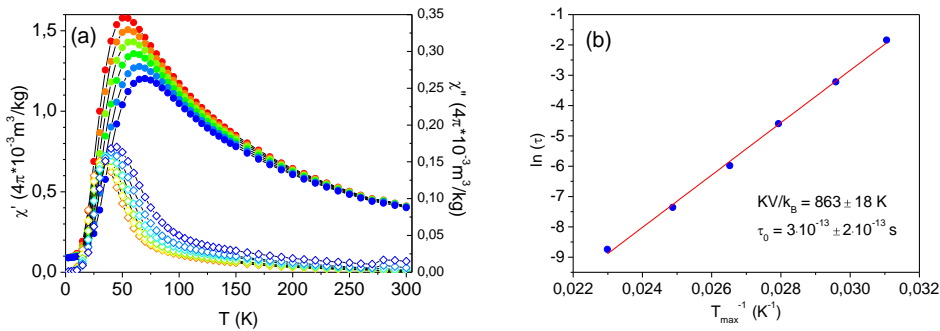 (a)
χ' (4π*10⁻³m³/kg)
1,5
1,0
0,5
0,0
0 50 100 150 200 250 300
T (K)
0,35
0,30
0,25
0,20
0,15
0,10
0,05
0,00
χ'' (4π*10⁻³m³/kg)
(b)
ln (τ)
-1
-2
-3
-4
-5
-6
-7
-8
-9
KV/k_B = 863 ± 18 K
τ₀ = 3·10⁻¹³ ± 2·10⁻¹³ s
0,022 0,024 0,026 0,028 0,030 0,032
T_max⁻¹ (K⁻¹)